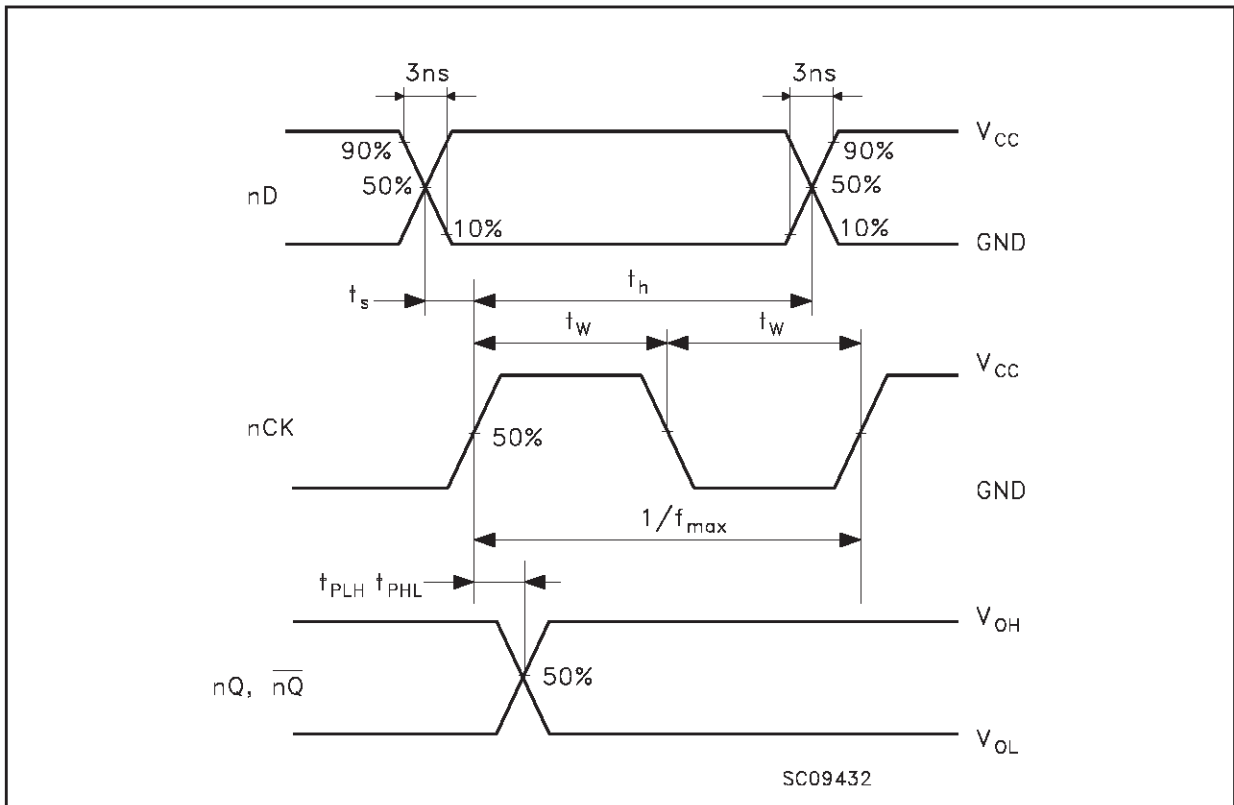 3ns 3ns
V_CC
90% 90%
nD 50% 50%
10% 10%
GND
t_s t_h
t_W t_W
V_CC
nCK 50%
GND
1/f_max
t_PLH t_PHL
V_OH
nQ, n̅Q̅ 50%
V_OL
SC09432